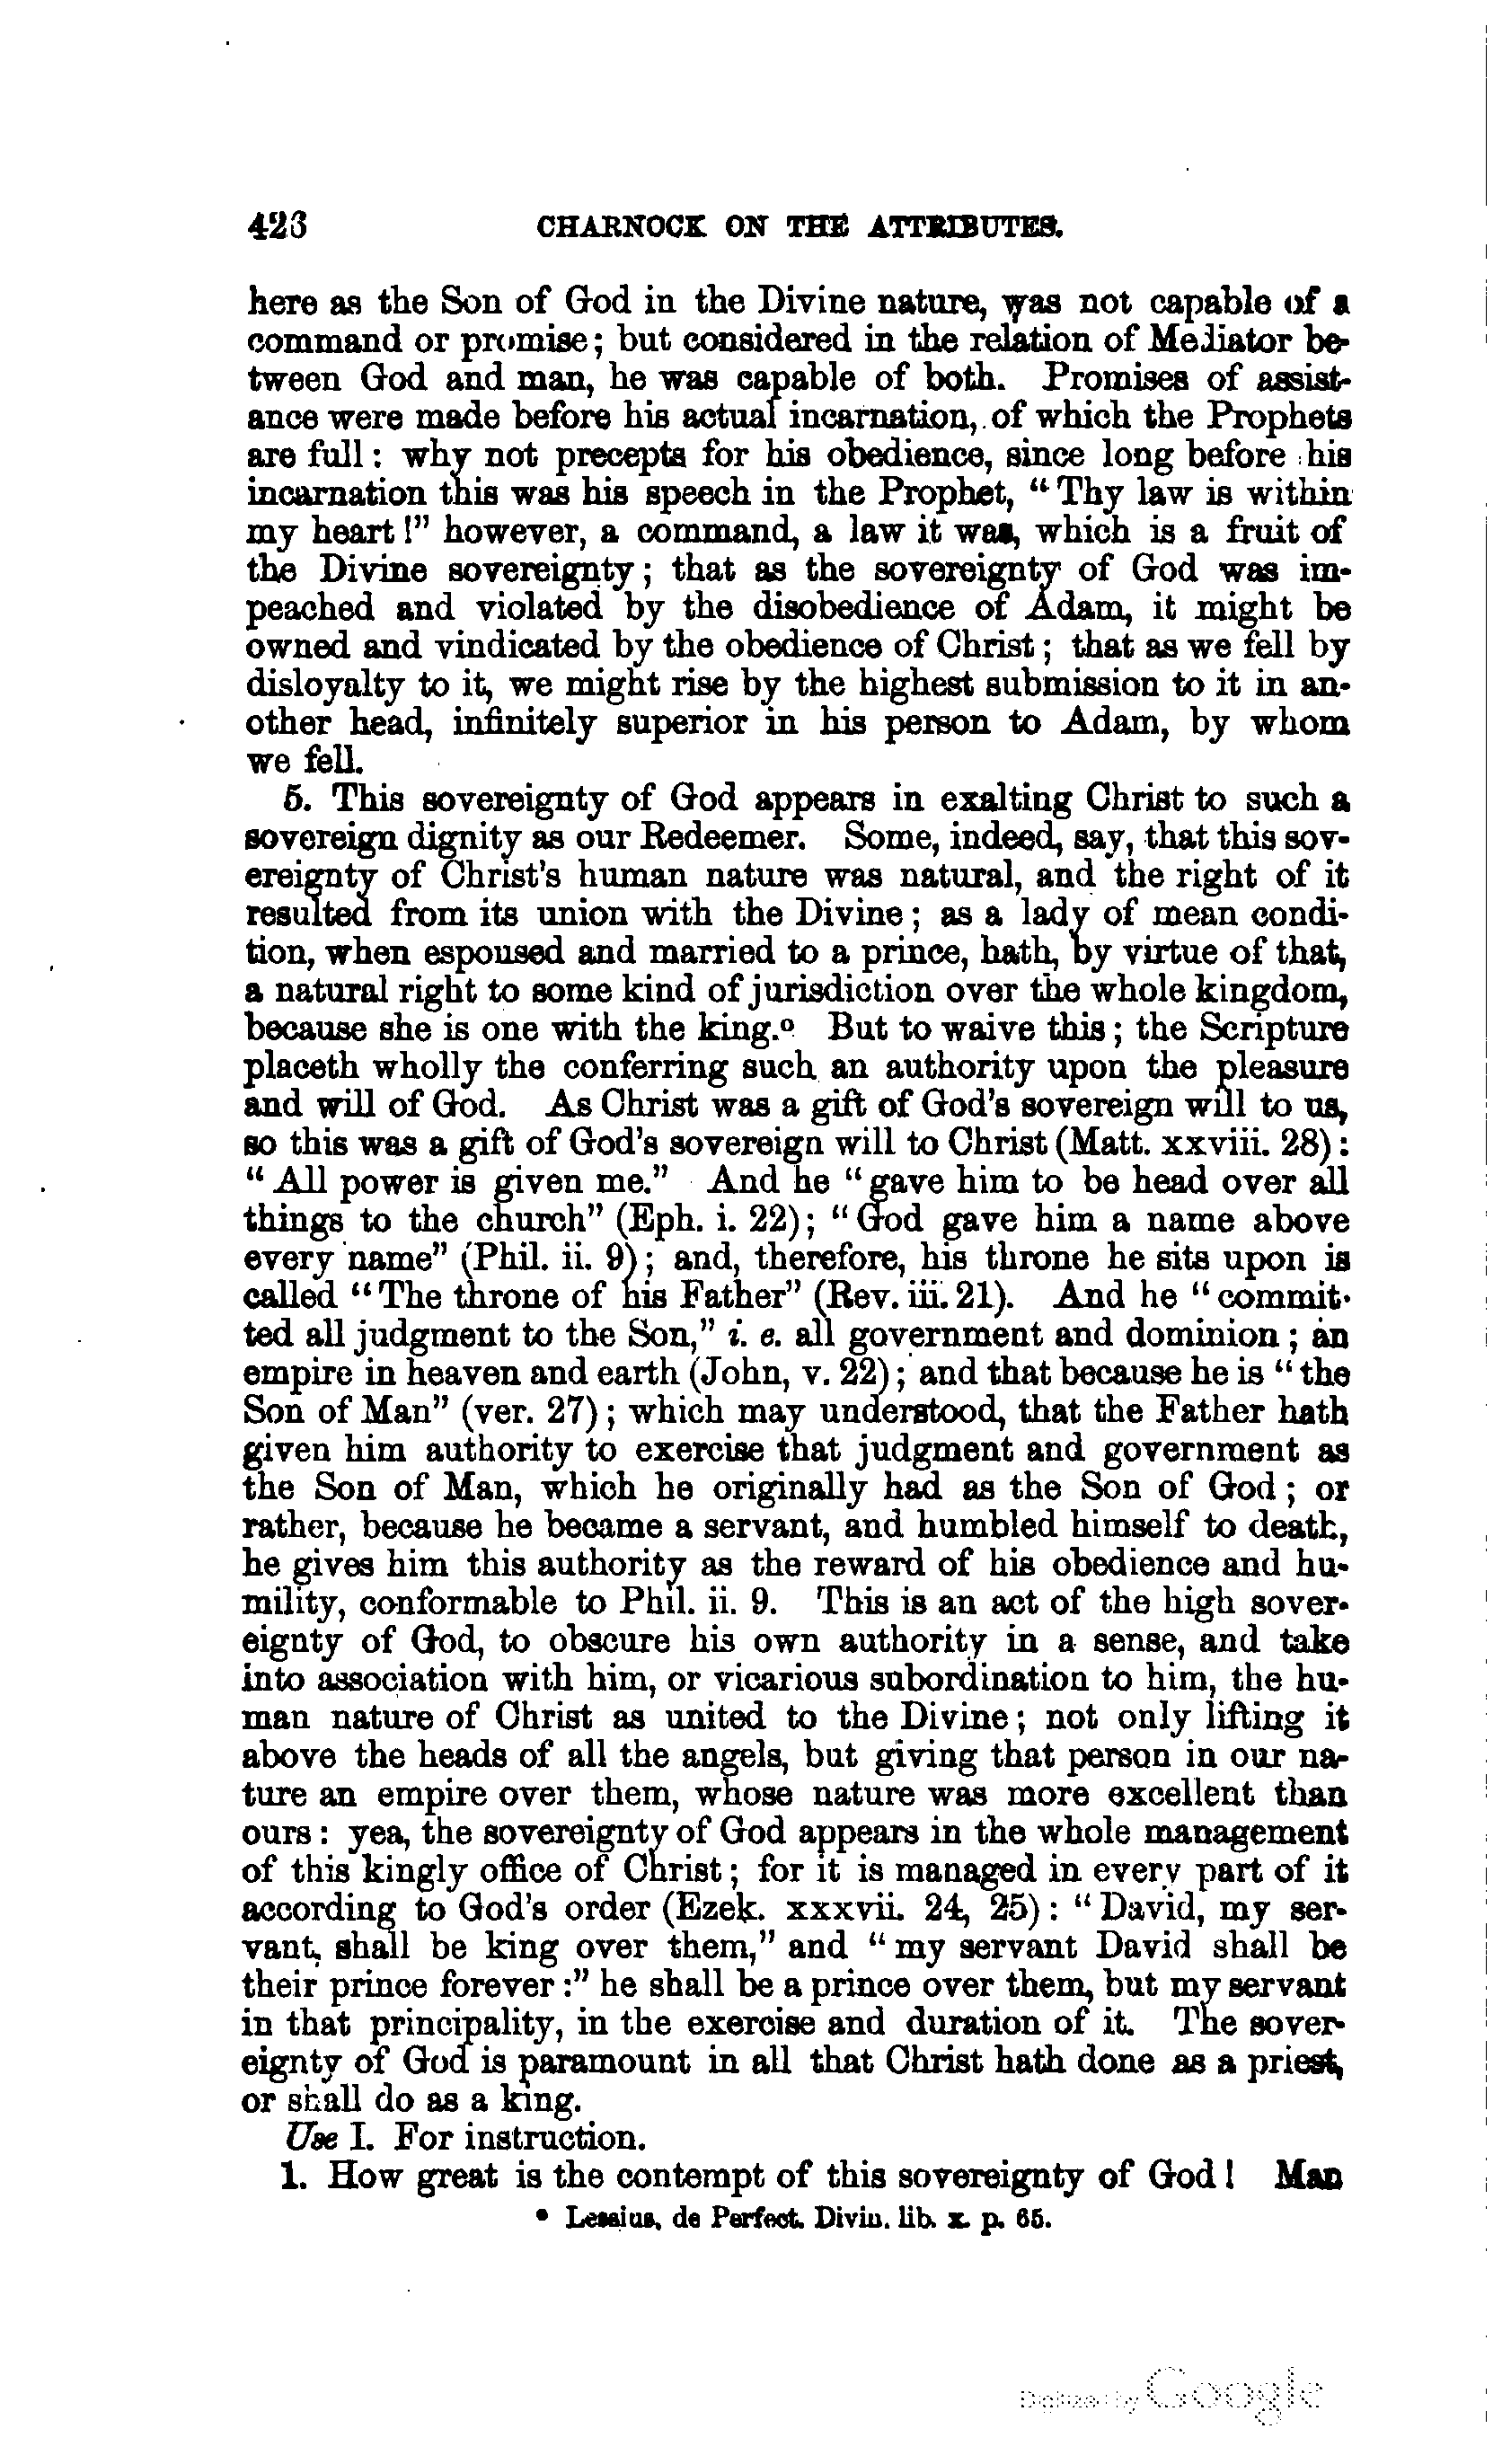 423 CHARNOCK ON THE ATTRIBUTES.
here as the Son of God in the Divine nature, was not capable of a
command or promise; but considered in the relation of Mediator be-
tween God and man, he was capable of both. Promises of assist-
ance were made before his actual incarnation, of which the Prophets
are full: why not precepts for his obedience, since long before his
incarnation this was his speech in the Prophet, "Thy law is within
my heart!" however, a command, a law it was, which is a fruit of
the Divine sovereignty; that as the sovereignty of God was im-
peached and violated by the disobedience of Adam, it might be
owned and vindicated by the obedience of Christ; that as we fell by
disloyalty to it, we might rise by the highest submission to it in an-
other head, infinitely superior in his person to Adam, by whom
we fell.
5. This sovereignty of God appears in exalting Christ to such a
sovereign dignity as our Redeemer. Some, indeed, say, that this sov-
ereignty of Christ's human nature was natural, and the right of it
resulted from its union with the Divine; as a lady of mean condi-
tion, when espoused and married to a prince, hath, by virtue of that,
a natural right to some kind of jurisdiction over the whole kingdom,
because she is one with the king.º But to waive this; the Scripture
placeth wholly the conferring such an authority upon the pleasure
and will of God. As Christ was a gift of God's sovereign will to us,
so this was a gift of God's sovereign will to Christ (Matt. xxviii. 28):
"All power is given me." And he "gave him to be head over all
things to the church" (Eph. i. 22); "God gave him a name above
every name" (Phil. ii. 9); and, therefore, his throne he sits upon is
called "The throne of his Father" (Rev. iii. 21). And he "commit-
ted all judgment to the Son," i. e. all government and dominion; an
empire in heaven and earth (John, v. 22); and that because he is "the
Son of Man" (ver. 27); which may understood, that the Father hath
given him authority to exercise that judgment and government as
the Son of Man, which he originally had as the Son of God; or
rather, because he became a servant, and humbled himself to death,
he gives him this authority as the reward of his obedience and hu-
mility, conformable to Phil. ii. 9. This is an act of the high sover-
eignty of God, to obscure his own authority in a sense, and take
into association with him, or vicarious subordination to him, the hu-
man nature of Christ as united to the Divine; not only lifting it
above the heads of all the angels, but giving that person in our na-
ture an empire over them, whose nature was more excellent than
ours: yea, the sovereignty of God appears in the whole management
of this kingly office of Christ; for it is managed in every part of it
according to God's order (Ezek. xxxvii. 24, 25): "David, my ser-
vant, shall be king over them," and "my servant David shall be
their prince forever:" he shall be a prince over them, but my servant
in that principality, in the exercise and duration of it. The sover-
eignty of God is paramount in all that Christ hath done as a priest,
or shall do as a king.
Use I. For instruction.
1. How great is the contempt of this sovereignty of God! Man
º Lessius, de Perfect. Divin. lib. x. p. 65.
Digitized by Google